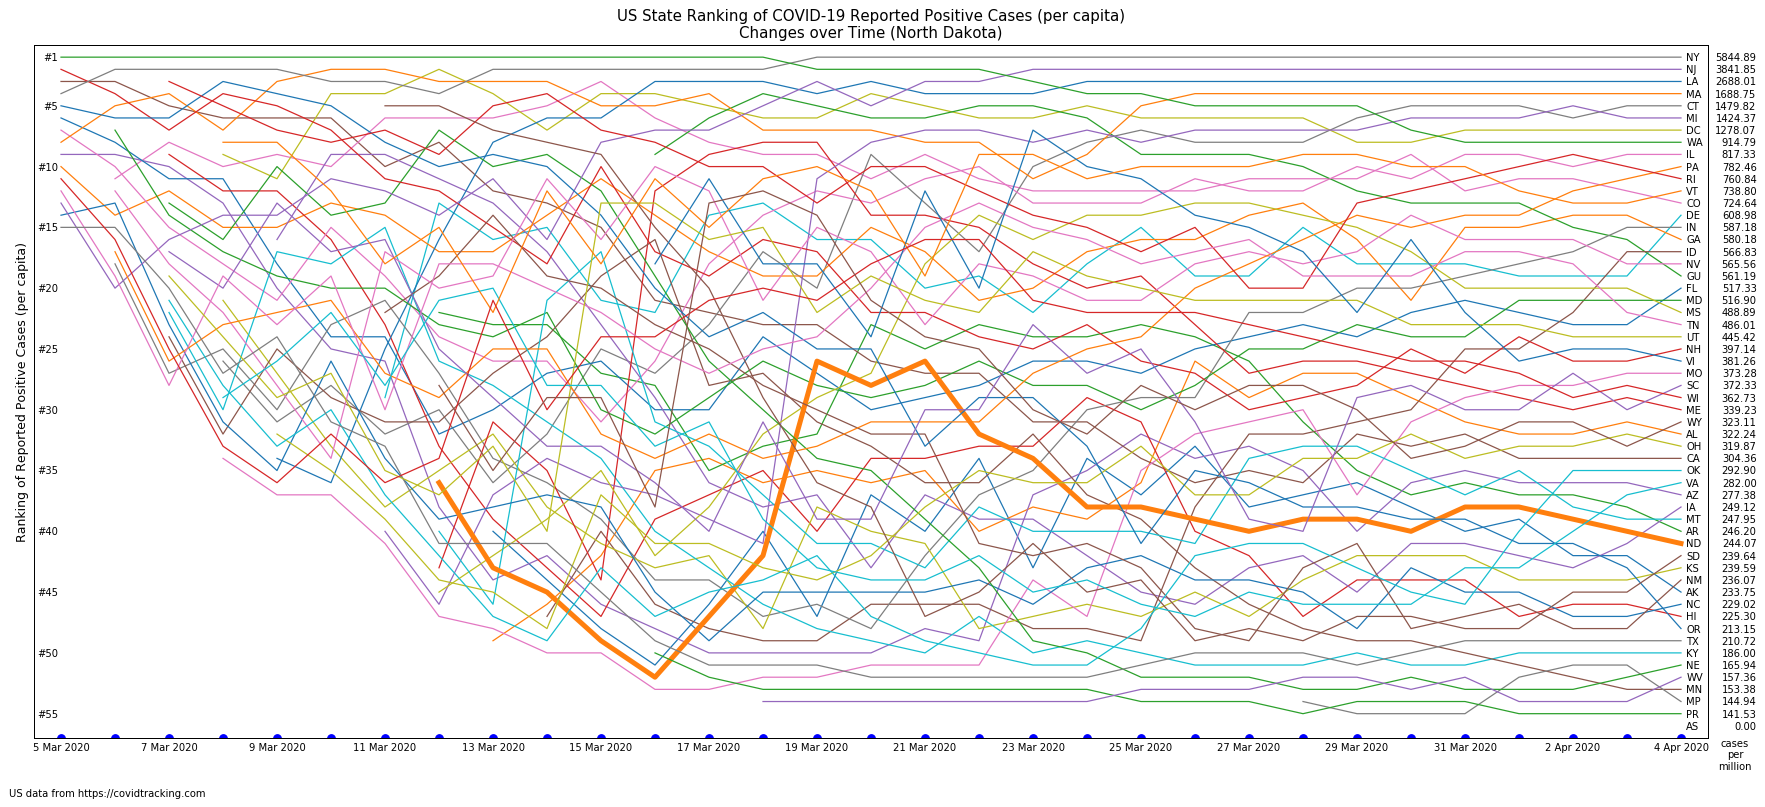 US State Ranking of COVID-19 Reported Positive Cases (per capita)
Changes over Time (North Dakota)
Ranking of Reported Positive Cases (per capita)
#1
#5
#10
#15
#20
#25
#30
#35
#40
#45
#50
#55
NY 5844.89
NJ 3841.85
LA 2688.01
MA 1688.75
CT 1479.82
MI 1424.37
DC 1278.07
WA 914.79
IL 817.33
PA 782.46
RI 760.84
VT 738.80
CO 724.64
DE 608.98
IN 587.18
GA 580.18
ID 566.83
NV 565.56
GU 561.19
FL 517.33
MD 516.90
MS 488.89
TN 486.01
UT 445.42
NH 397.14
VI 381.26
MO 373.28
SC 372.33
WI 362.73
ME 339.23
WY 323.11
AL 322.24
OH 319.87
CA 304.36
OK 292.90
VA 282.00
AZ 277.38
IA 249.12
MT 247.95
AR 246.20
ND 244.07
SD 239.64
KS 239.59
NM 236.07
AK 233.75
NC 229.02
HI 225.30
OR 213.15
TX 210.72
KY 186.00
NE 165.94
WV 157.36
MN 153.38
MP 144.94
PR 141.53
AS 0.00
5 Mar 2020 7 Mar 2020 9 Mar 2020 11 Mar 2020 13 Mar 2020 15 Mar 2020 17 Mar 2020 19 Mar 2020 21 Mar 2020 23 Mar 2020 25 Mar 2020 27 Mar 2020 29 Mar 2020 31 Mar 2020 2 Apr 2020 4 Apr 2020
cases
per
million
US data from https://covidtracking.com